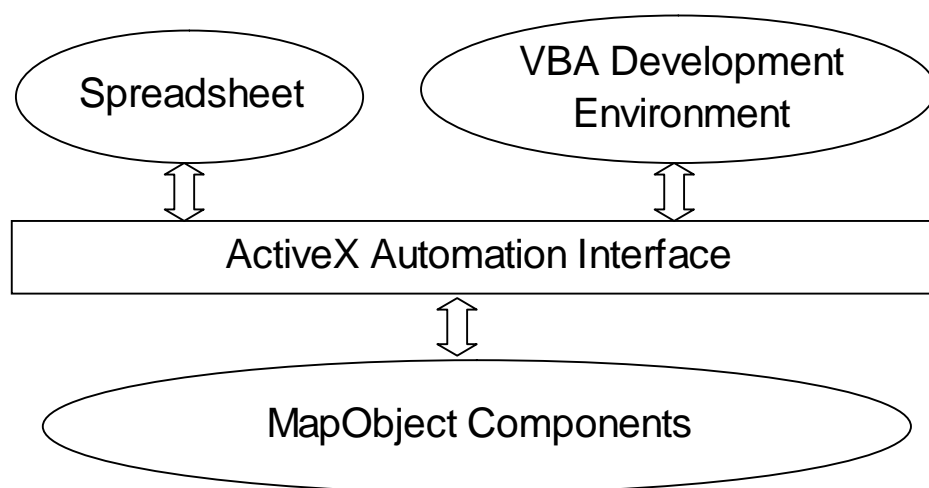 Spreadsheet
VBA Development
Environment
ActiveX Automation Interface
MapObject Components